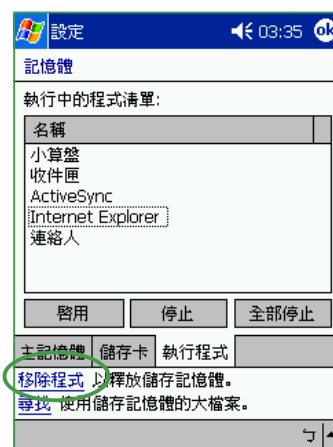 設定 03:35 ok
記憶體
執行中的程式清單:
名稱
小算盤
收件匣
ActiveSync
Internet Explorer
連絡人
啓用 停止 全部停止
主記憶體 儲存卡 執行程式
移除程式 以釋放儲存記憶體。
尋找 使用儲存記憶體的大檔案。
ㄅ